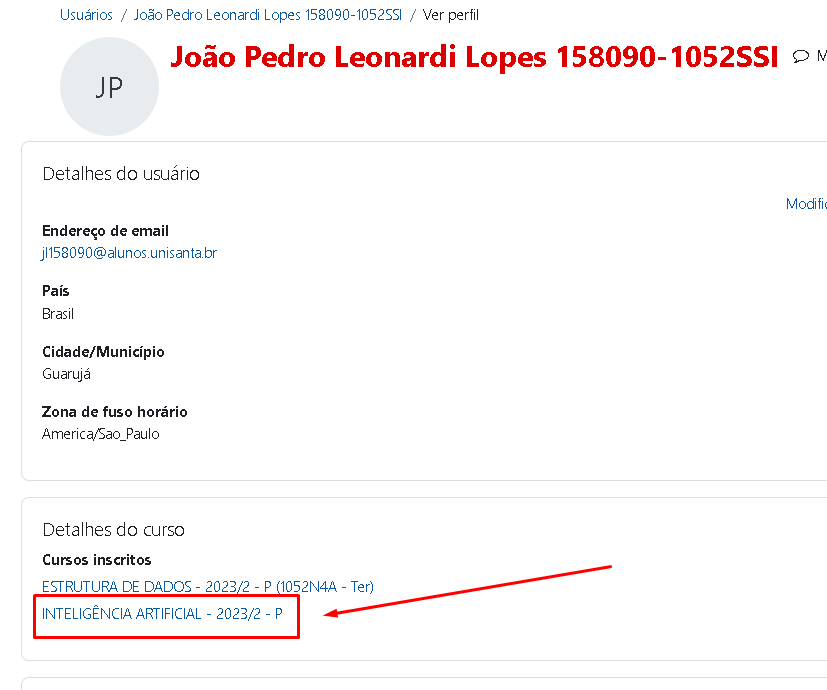 Usuários / João Pedro Leonardi Lopes 158090-1052SSI / Ver perfil
JP
João Pedro Leonardi Lopes 158090-1052SSI
M
Detalhes do usuário
Modific
Endereço de email
jl158090@alunos.unisanta.br
País
Brasil
Cidade/Município
Guarujá
Zona de fuso horário
America/Sao_Paulo
Detalhes do curso
Cursos inscritos
ESTRUTURA DE DADOS - 2023/2 - P (1052N4A - Ter)
INTELIGÊNCIA ARTIFICIAL - 2023/2 - P